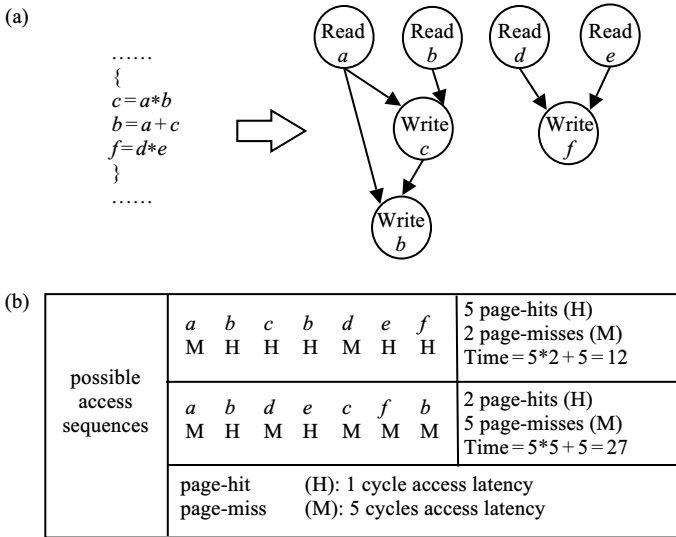 (a)
......
{
c=a*b
b=a+c
f=d*e
}
......
Read
a
Read
b
Read
d
Read
e
Write
c
Write
f
Write
b
(b)
possible
access
sequences
a b c b d e f
M H H H M H H
5 page-hits (H)
2 page-misses (M)
Time=5*2+5=12
a b d e c f b
M H M H M M M
2 page-hits (H)
5 page-misses (M)
Time=5*5+5=27
page-hit (H): 1 cycle access latency
page-miss (M): 5 cycles access latency